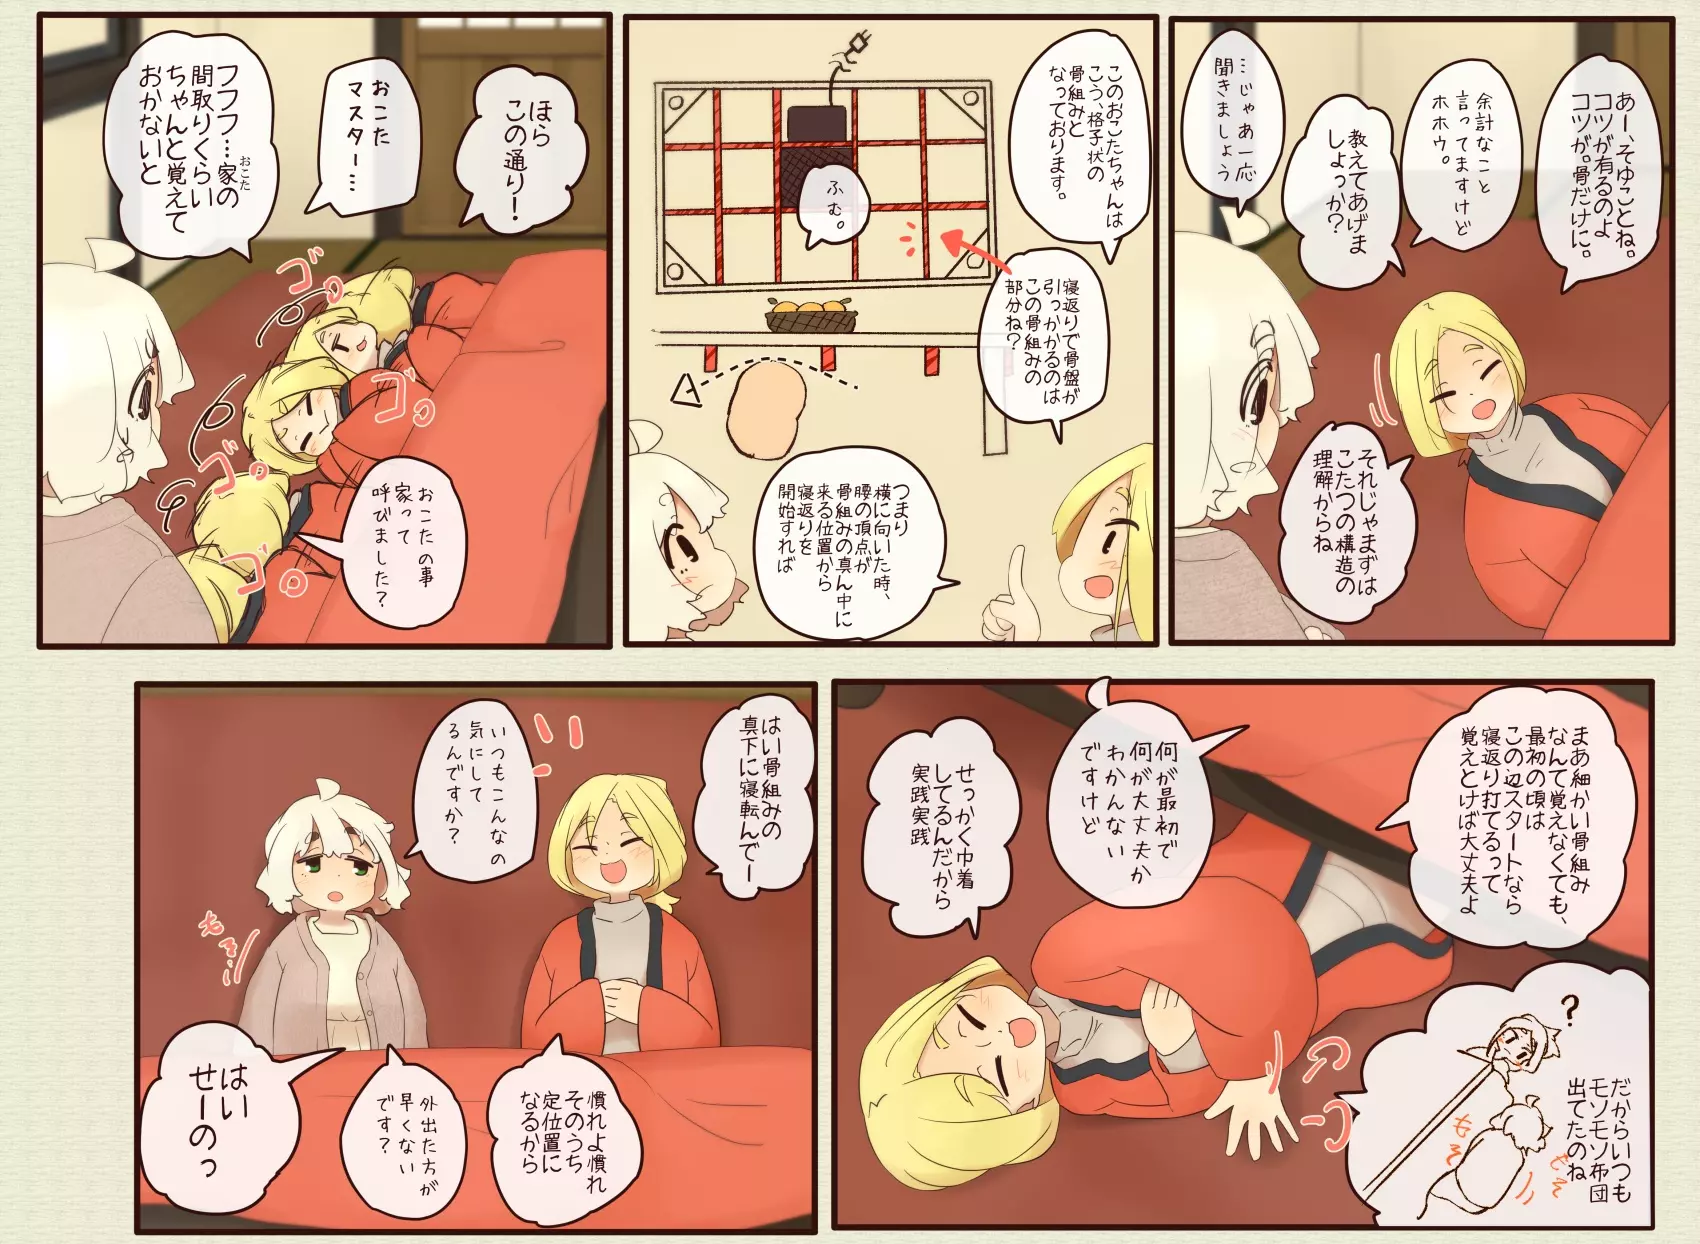 あー、そゆことね。
コツが有るのよ
コツが。骨だけに。
余計なこと
言ってますけど
ホホウ。
教えてあげま
しょっか？
…じゃあ一応
聞きましょう
それじゃまずは
こたつの構造の
理解からね
このおこたちゃんは
こう、格子状の
骨組みと
なっております。
ふむ。
寝返りで骨盤が
引っかかるのは
この骨組みの
部分ね？
つまり
横に向いた時、
腰の頂点が
骨組みの真ん中に
来る位置から
寝返りを
開始すれば
ほら
この通りー！
おこた
マスター…
フフフ…家の
おこた
間取りくらい
ちゃんと覚えて
おかないと
ゴロ
ゴロ
ゴロ
ゴロ
おこたの事
家って
呼びました？
まあ細かい骨組み
なんて覚えなくても、
最初の頃は
この辺スタートなら
寝返り打てるって
覚えとけば大丈夫よ
何が最初で
何が大丈夫か
わかんない
ですけど
せっかく巾着
してるんだから
実践実践
？
だからいつも
モソモソ布団
出てたのね
もぞ
もぞ
はい骨組みの
真下に寝転んでー
いつもこんなの
気にして
るんですか？
もぞ
慣れよ慣れ
そのうち
定位置に
なるから
外出た方が
早くない
です？
はい
せーのっ